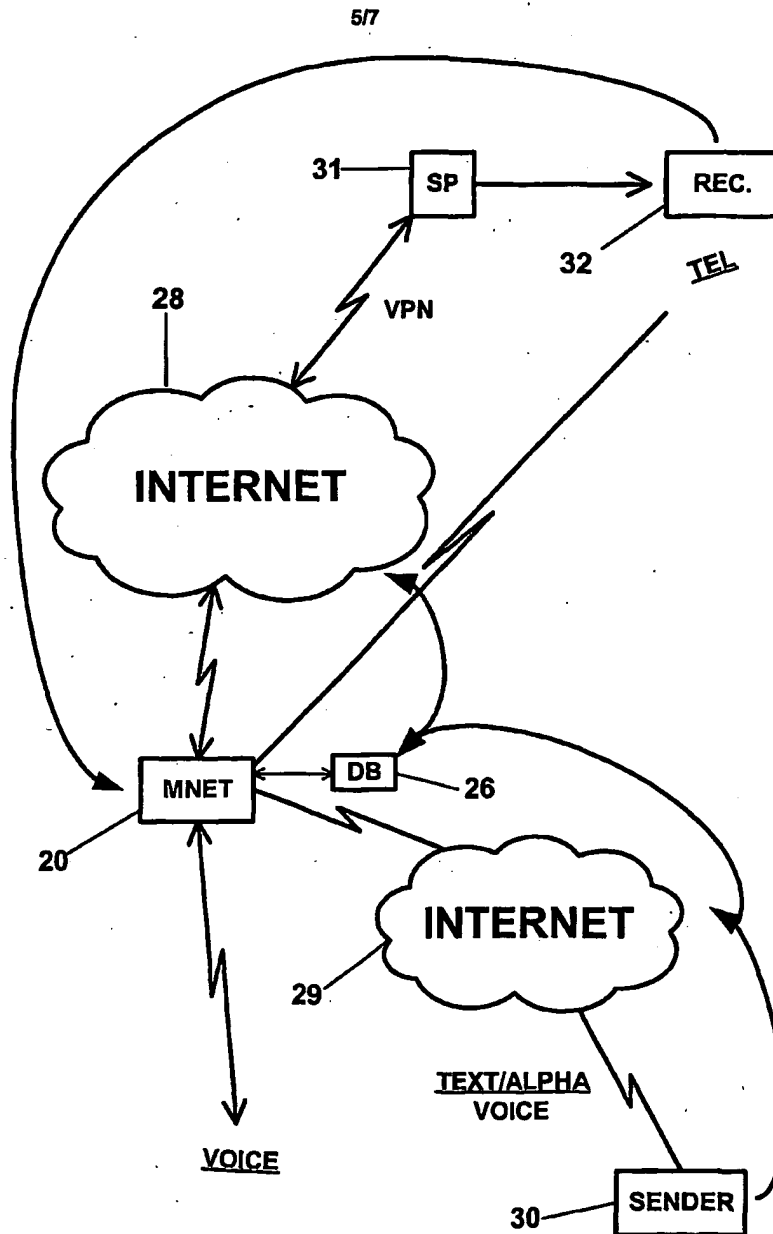 5/7
31
SP
REC.
32
TEL
28
VPN
INTERNET
MNET
DB
26
20
INTERNET
29
TEXT/ALPHA
VOICE
VOICE
30
SENDER